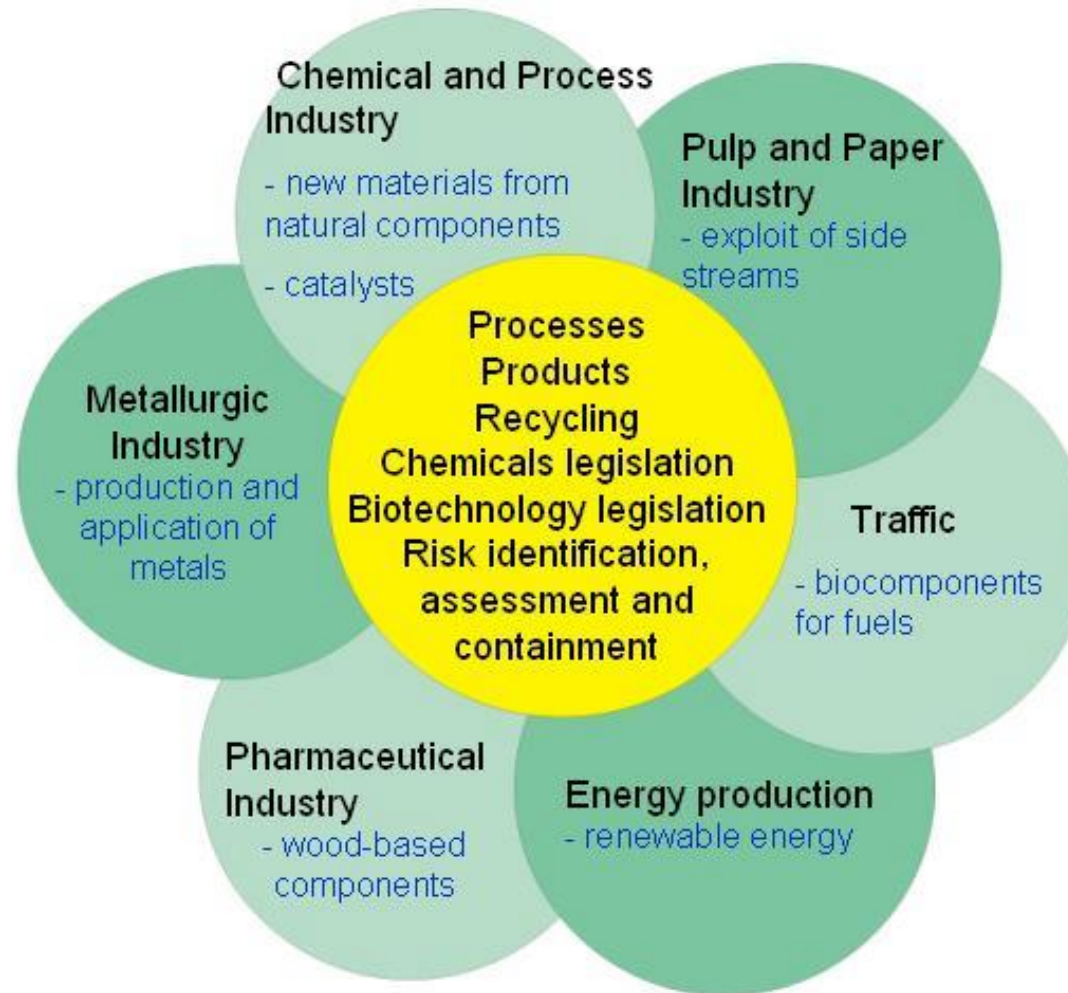 Chemical and Process
Industry
- new materials from
natural components
- catalysts
Pulp and Paper
Industry
- exploit of side
streams
Processes
Products
Recycling
Chemicals legislation
Biotechnology legislation
Risk identification,
assessment and
containment
Metallurgic
Industry
- production and
application of
metals
Traffic
- biocomponents
for fuels
Pharmaceutical
Industry
- wood-based
components
Energy production
- renewable energy